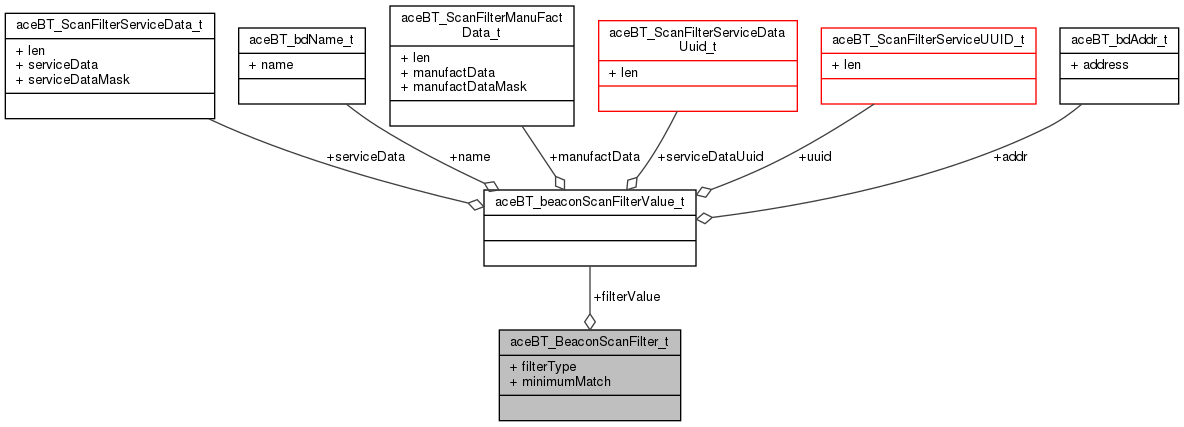 aceBT_ScanFilterServiceData_t
+ len
+ serviceData
+ serviceDataMask
aceBT_bdName_t
+ name
aceBT_ScanFilterManuFact
Data_t
+ len
+ manufactData
+ manufactDataMask
aceBT_ScanFilterServiceData
Uuid_t
+ len
aceBT_ScanFilterServiceUUID_t
+ len
aceBT_bdAddr_t
+ address
+serviceData
+name
+manufactData
+serviceDataUuid
+uuid
+addr
aceBT_beaconScanFilterValue_t
+filterValue
aceBT_BeaconScanFilter_t
+ filterType
+ minimumMatch